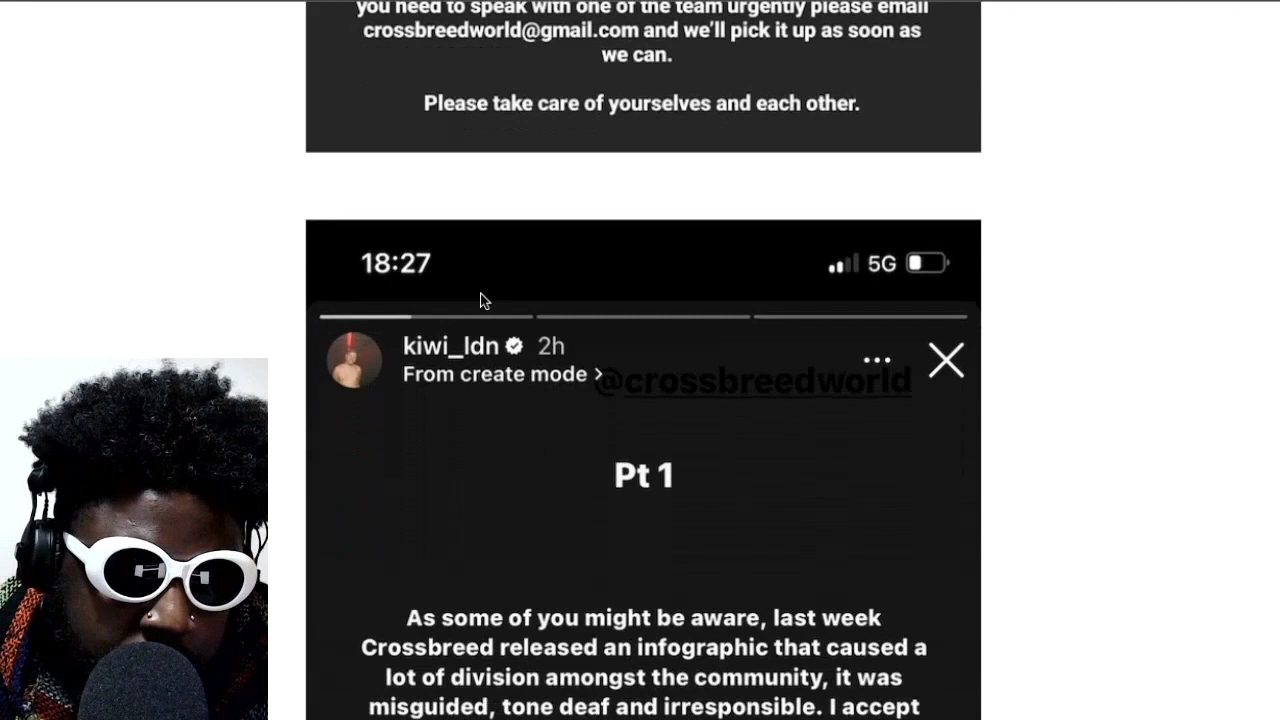 you need to speak with one of the team urgently please email
crossbreedworld@gmail.com and we'll pick it up as soon as
we can.
Please take care of yourselves and each other.
18:27
5G
kiwi_ldn 2h
From create mode >
@crossbreedworld
Pt 1
As some of you might be aware, last week
Crossbreed released an infographic that caused a
lot of division amongst the community, it was
misguided, tone deaf and irresponsible. I accept